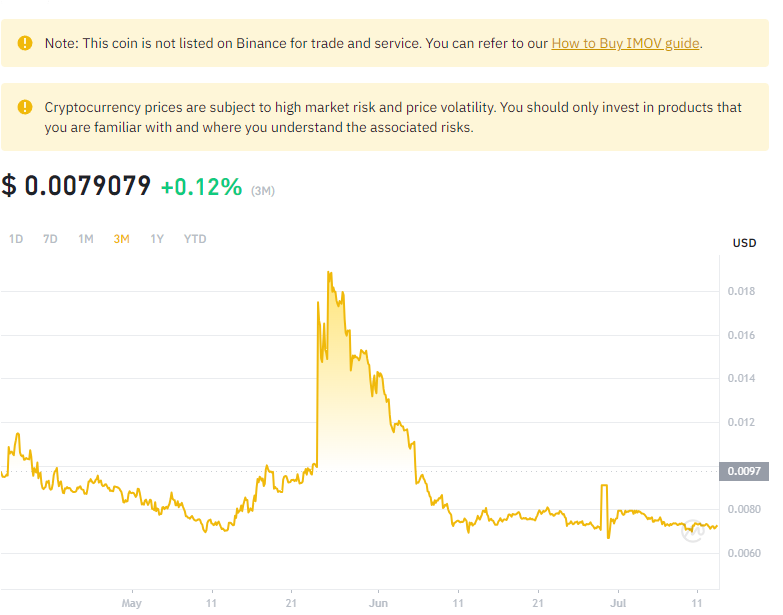 Note: This coin is not listed on Binance for trade and service. You can refer to our How to Buy IMOV guide.
Cryptocurrency prices are subject to high market risk and price volatility. You should only invest in products that
you are familiar with and where you understand the associated risks.
$ 0.0079079 +0.12% (3M)
1D 7D 1M 3M 1Y YTD
USD
0.018
0.016
0.014
0.012
0.0097
0.0080
0.0060
May 11 21 Jun 11 21 Jul 11